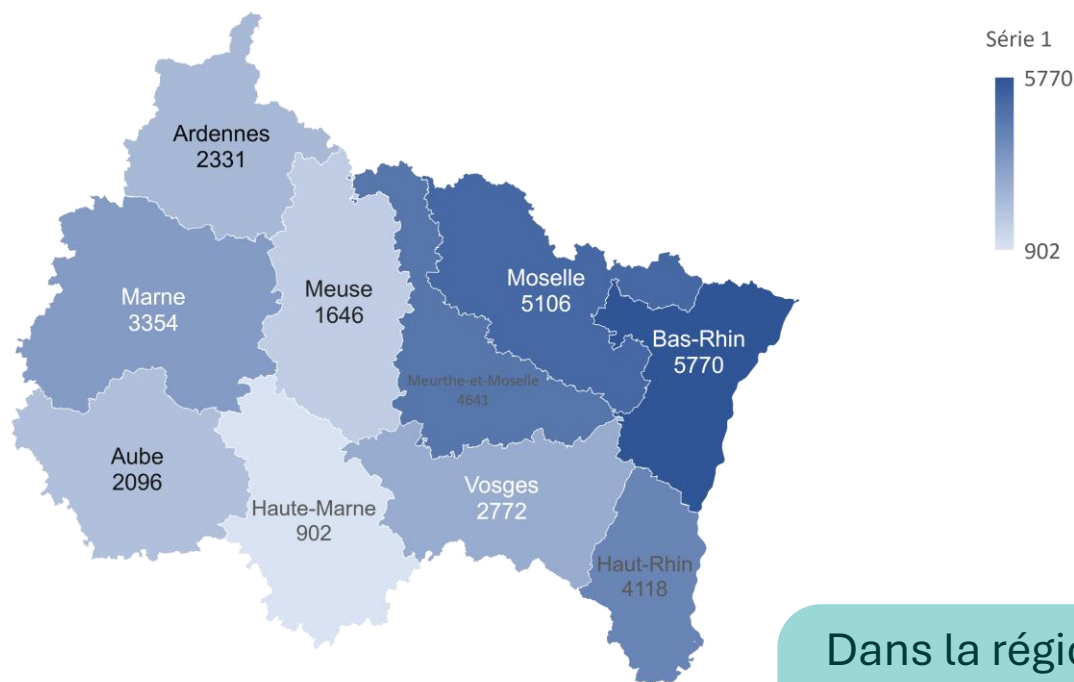 Série 1
5770
902
Ardennes
2331
Marne
3354
Meuse
1646
Moselle
5106
Bas-Rhin
5770
Meurthe-et-Moselle
4641
Aube
2096
Haute-Marne
902
Vosges
2772
Haut-Rhin
4118
Dans la